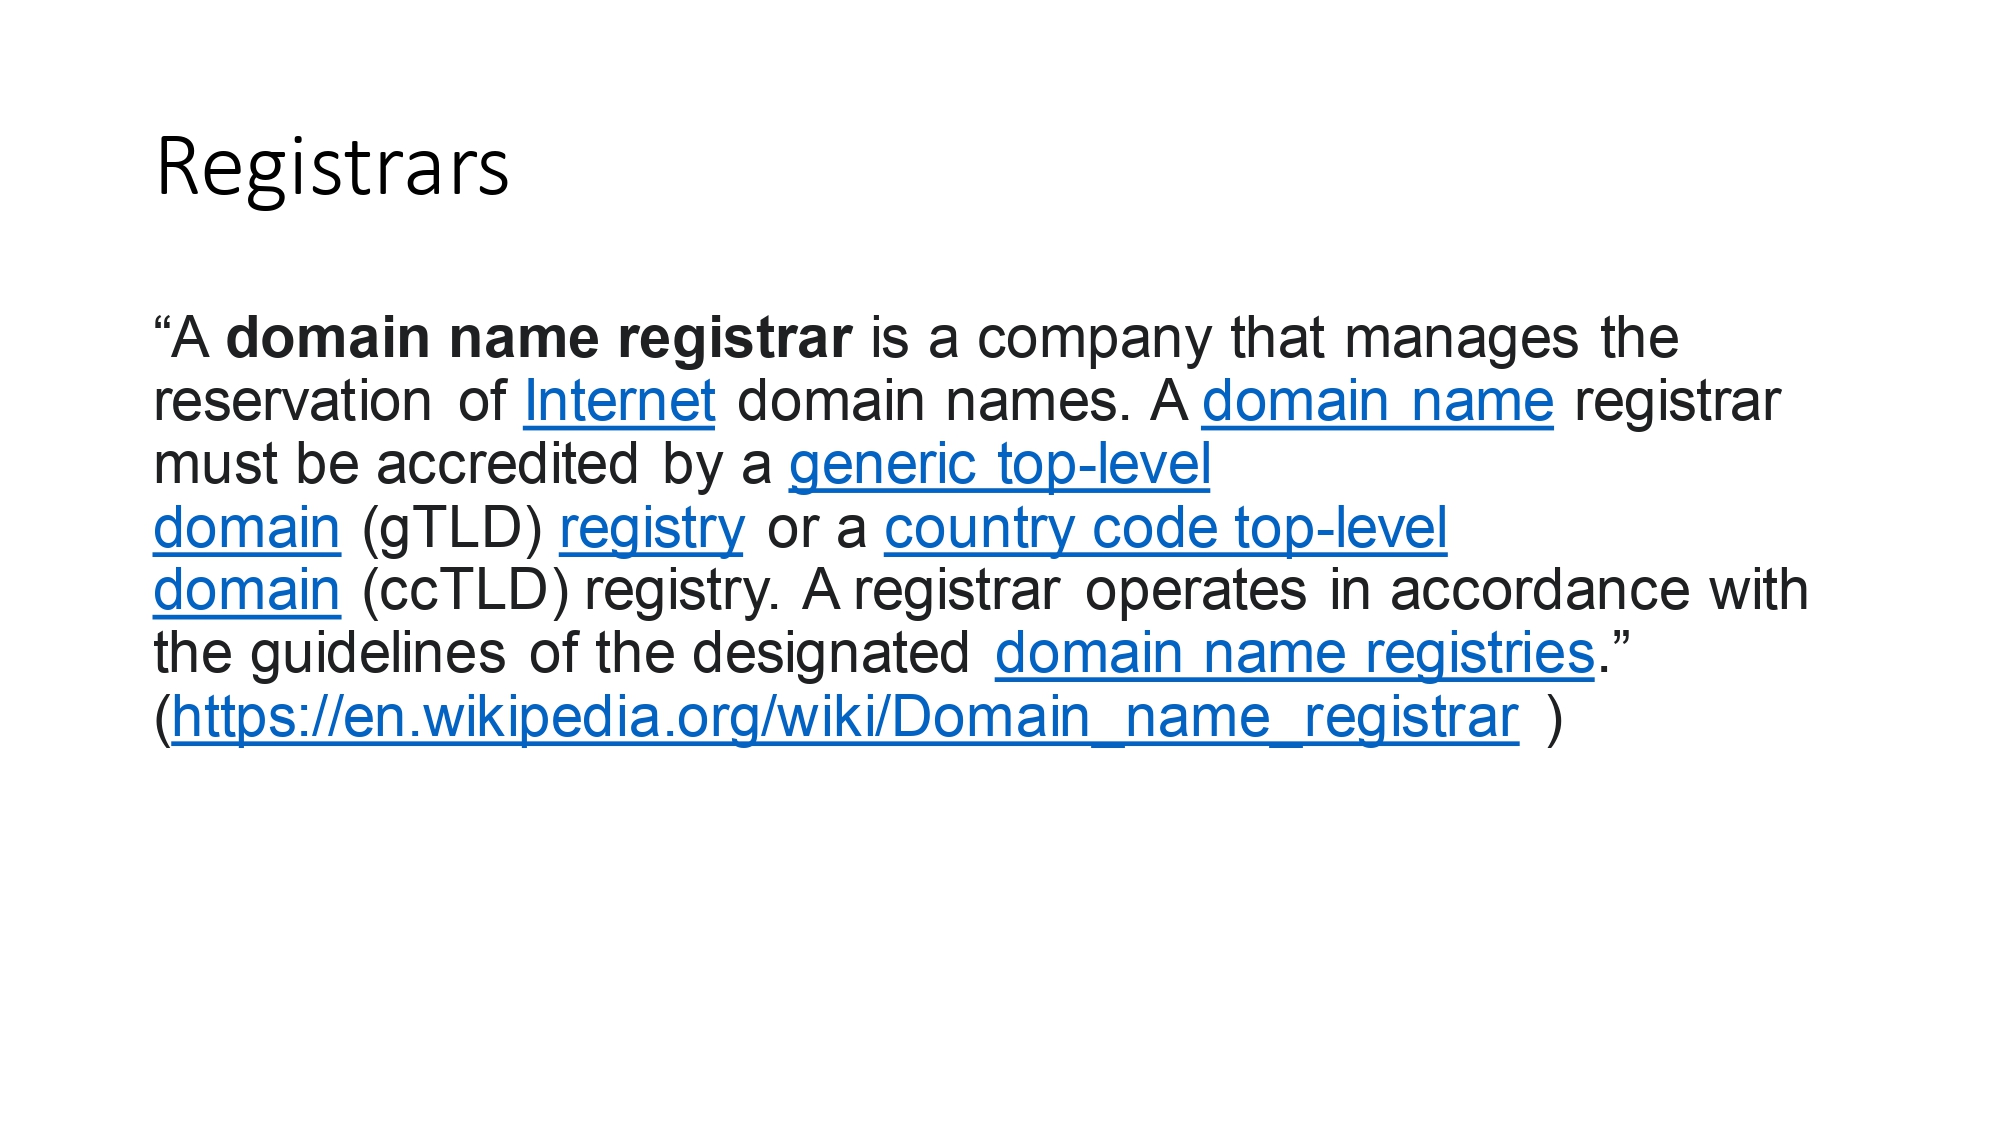 Registrars
“A domain name registrar is a company that manages the
reservation of Internet domain names. A domain name registrar
must be accredited by a generic top-level
domain (gTLD) registry or a country code top-level
domain (ccTLD) registry. A registrar operates in accordance with
the guidelines of the designated domain name registries.”
(https://en.wikipedia.org/wiki/Domain_name_registrar )